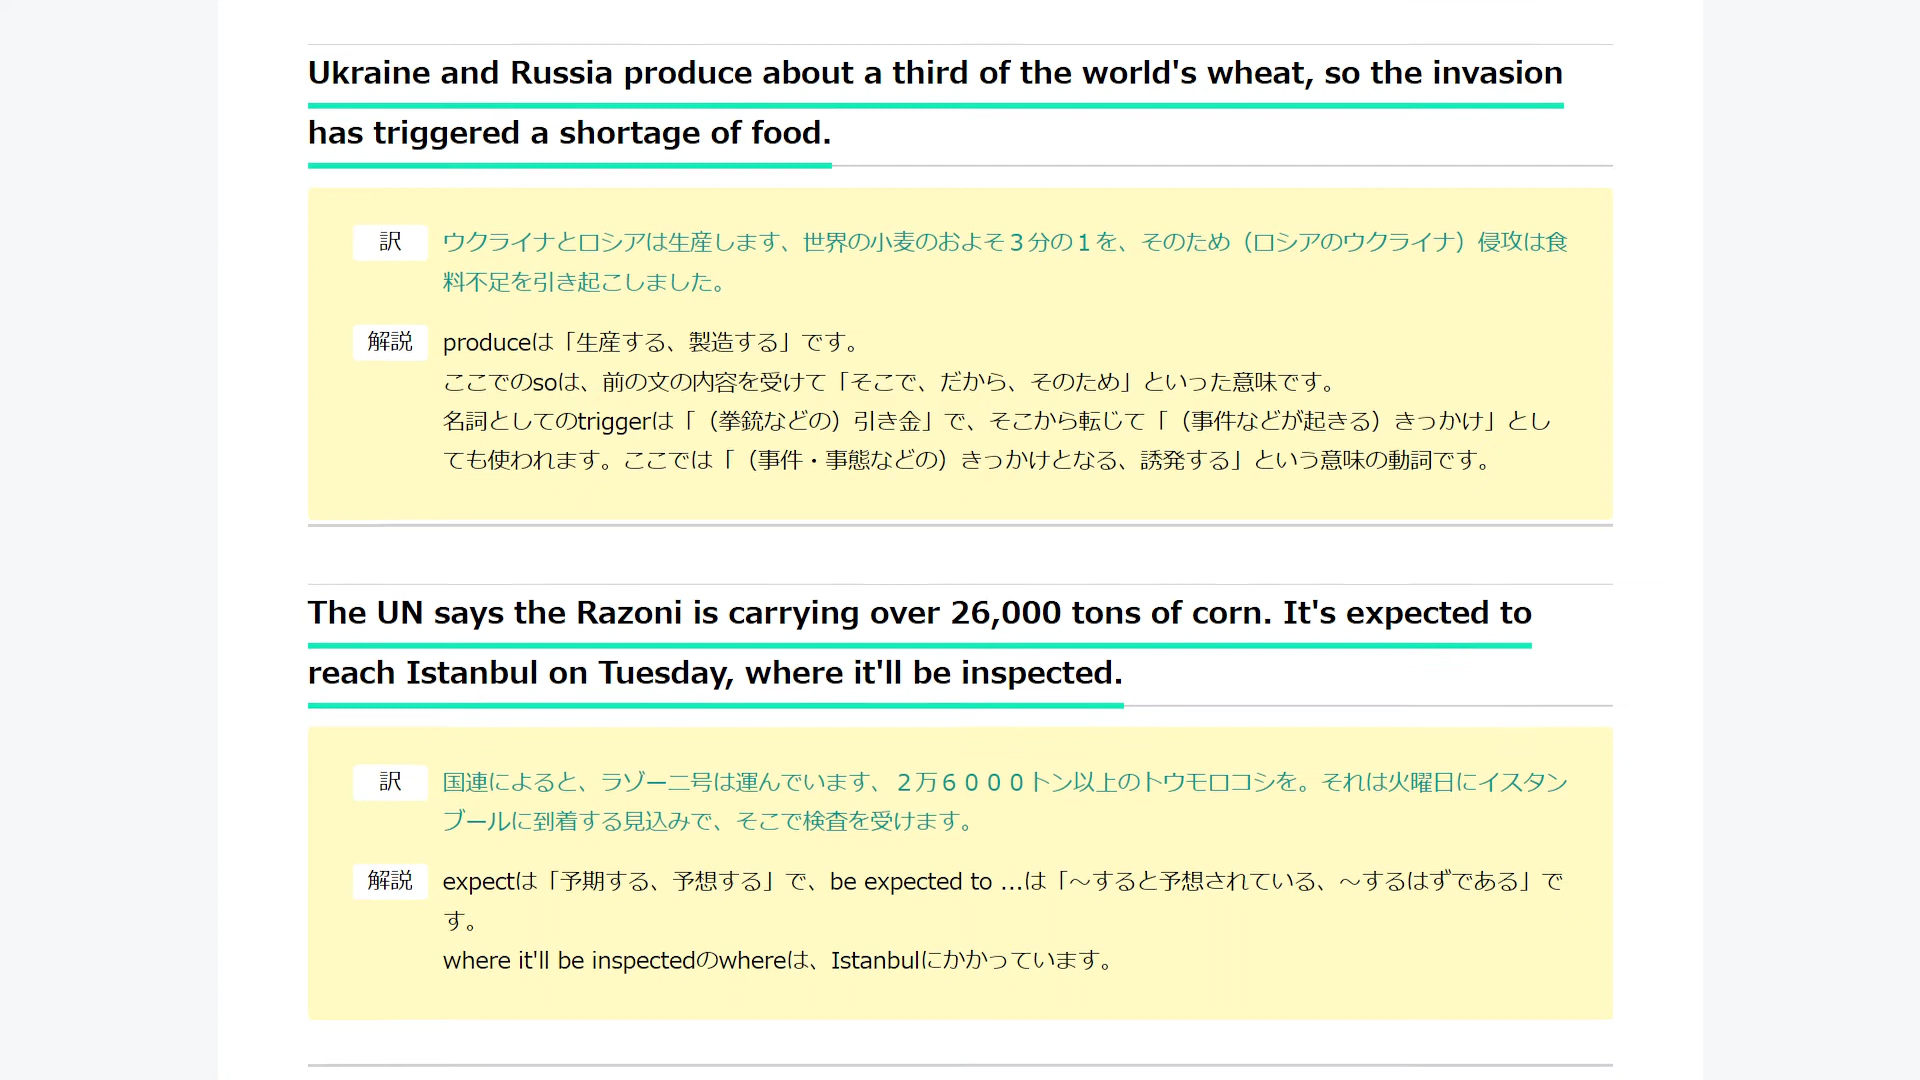 Ukraine and Russia produce about a third of the world's wheat, so the invasion
has triggered a shortage of food.
訳 ウクライナとロシアは生産します、世界の小麦のおよそ３分の１を、そのため（ロシアのウクライナ）侵攻は食
料不足を引き起こしました。
解説 produceは「生産する、製造する」です。
ここでのsoは、前の文の内容を受けて「そこで、だから、そのため」といった意味です。
名詞としてのtriggerは「（拳銃などの）引き金」で、そこから転じて「（事件などが起きる）きっかけ」とし
ても使われます。ここでは「（事件・事態などの）きっかけとなる、誘発する」という意味の動詞です。
The UN says the Razoni is carrying over 26,000 tons of corn. It's expected to
reach Istanbul on Tuesday, where it'll be inspected.
訳 国連によると、ラゾーニ号は運んでいます、２万６０００トン以上のトウモロコシを。それは火曜日にイスタン
ブールに到着する見込みで、そこで検査を受けます。
解説 expectは「予期する、予想する」で、be expected to ...は「～すると予想されている、～するはずである」で
す。
where it'll be inspectedのwhereは、Istanbulにかかっています。